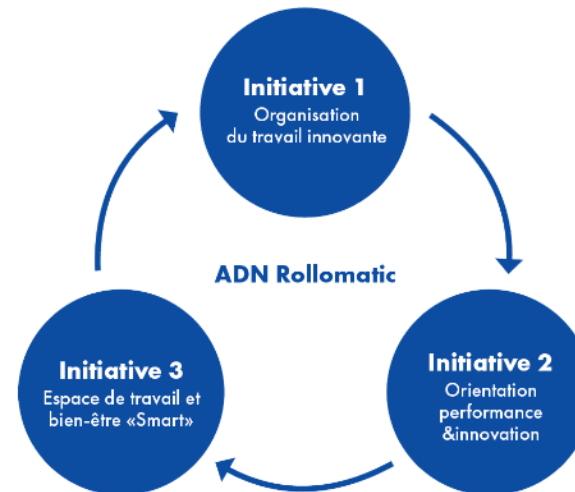 Initiative 1
Organisation
du travail innovante
ADN Rollomatic
Initiative 3
Espace de travail et
bien-être «Smart»
Initiative 2
Orientation
performance
&innovation